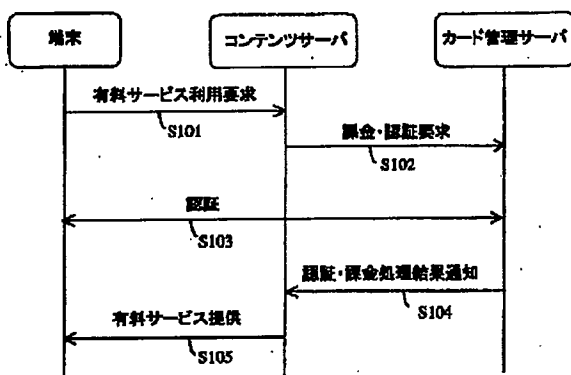 端末
コンテンツサーバ
カード管理サーバ
有料サービス利用要求
S101
課金・認証要求
S102
認証
S103
認証・課金処理結果通知
S104
有料サービス提供
S105